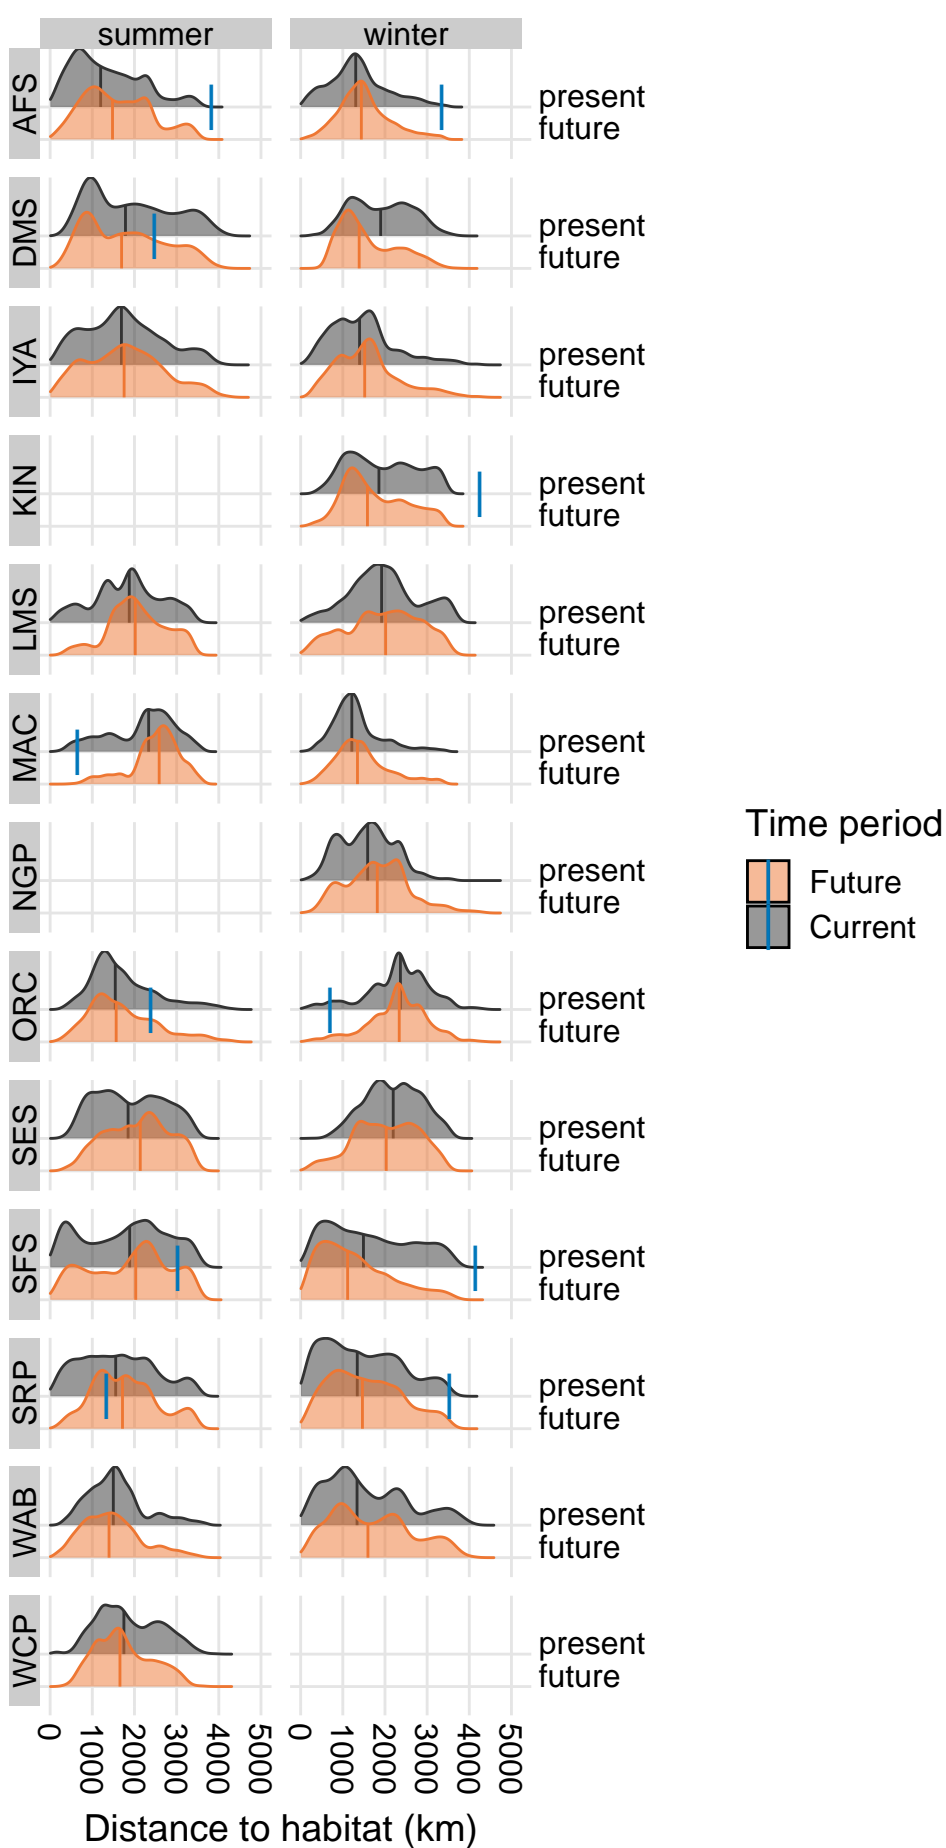 summer winter
AFS present
future
DMS present
future
IYA present
future
KIN present
future
LMS present
future
MAC present
future
NGP present
future
ORC present
future
SES present
future
SFS present
future
SRP present
future
WAB present
future
WCP present
future
Time period
Future
Current
0 1000 2000 3000 4000 5000 0 1000 2000 3000 4000 5000
Distance to habitat (km)